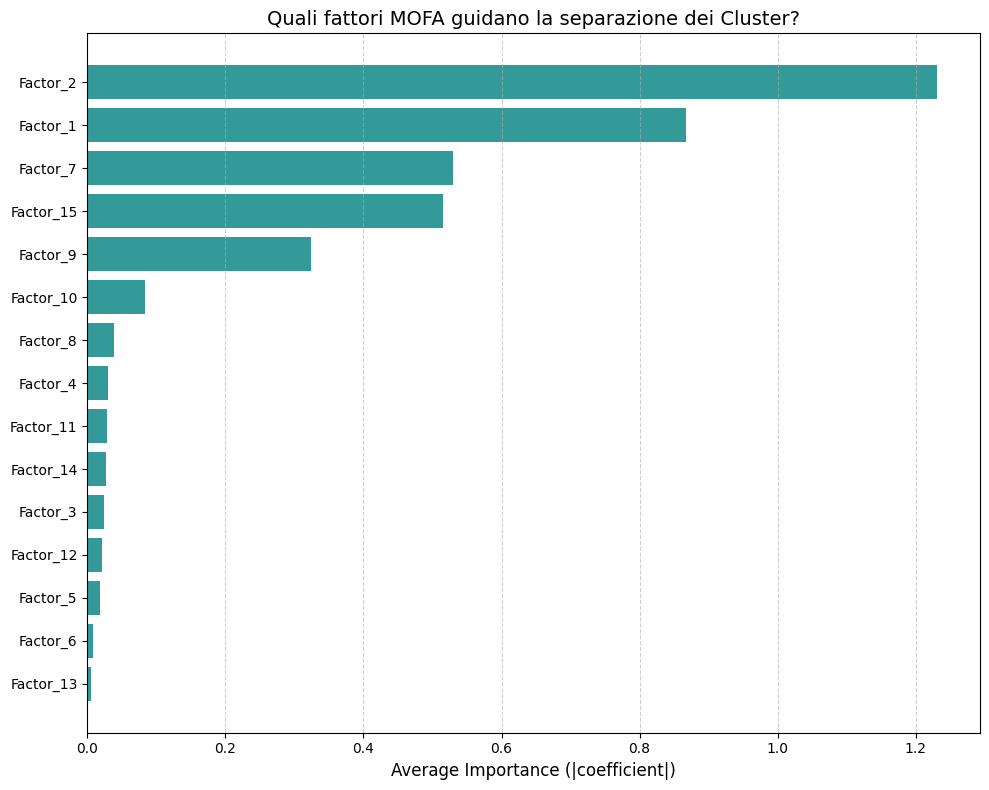 Quali fattori MOFA guidano la separazione dei Cluster?
Factor_2
Factor_1
Factor_7
Factor_15
Factor_9
Factor_10
Factor_8
Factor_4
Factor_11
Factor_14
Factor_3
Factor_12
Factor_5
Factor_6
Factor_13
0.0 0.2 0.4 0.6 0.8 1.0 1.2
Average Importance (|coefficient|)